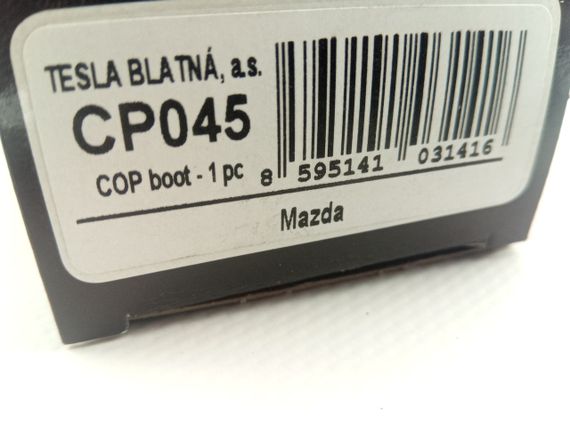 TESLA BLATNÁ, a.s.
CP045
COP boot - 1 pc
8 595141 031416
Mazda